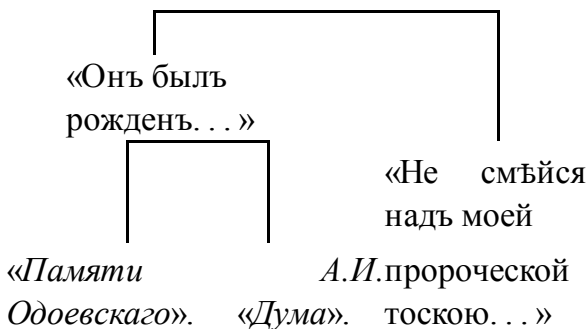 «Онъ былъ
рожденъ. . . »
«Не смѣйся
надъ моей
пророческой
тоскою. . . »
«Памяти А.И.
Одоевскаго». «Дума».